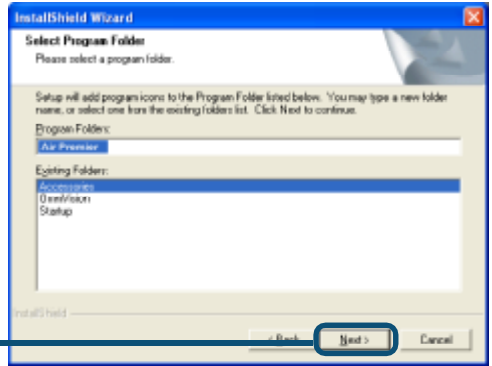 InstallShield Wizard
Select Program Folder
Please select a program folder.
Setup will add program icons to the Program Folder listed below. You may type a new folder
name, or select one from the existing folders list. Click Next to continue.
Program Folders:
Air Premier
Existing Folders:
Accessories
OmniVision
Startup
InstallShield
< Back Next > Cancel